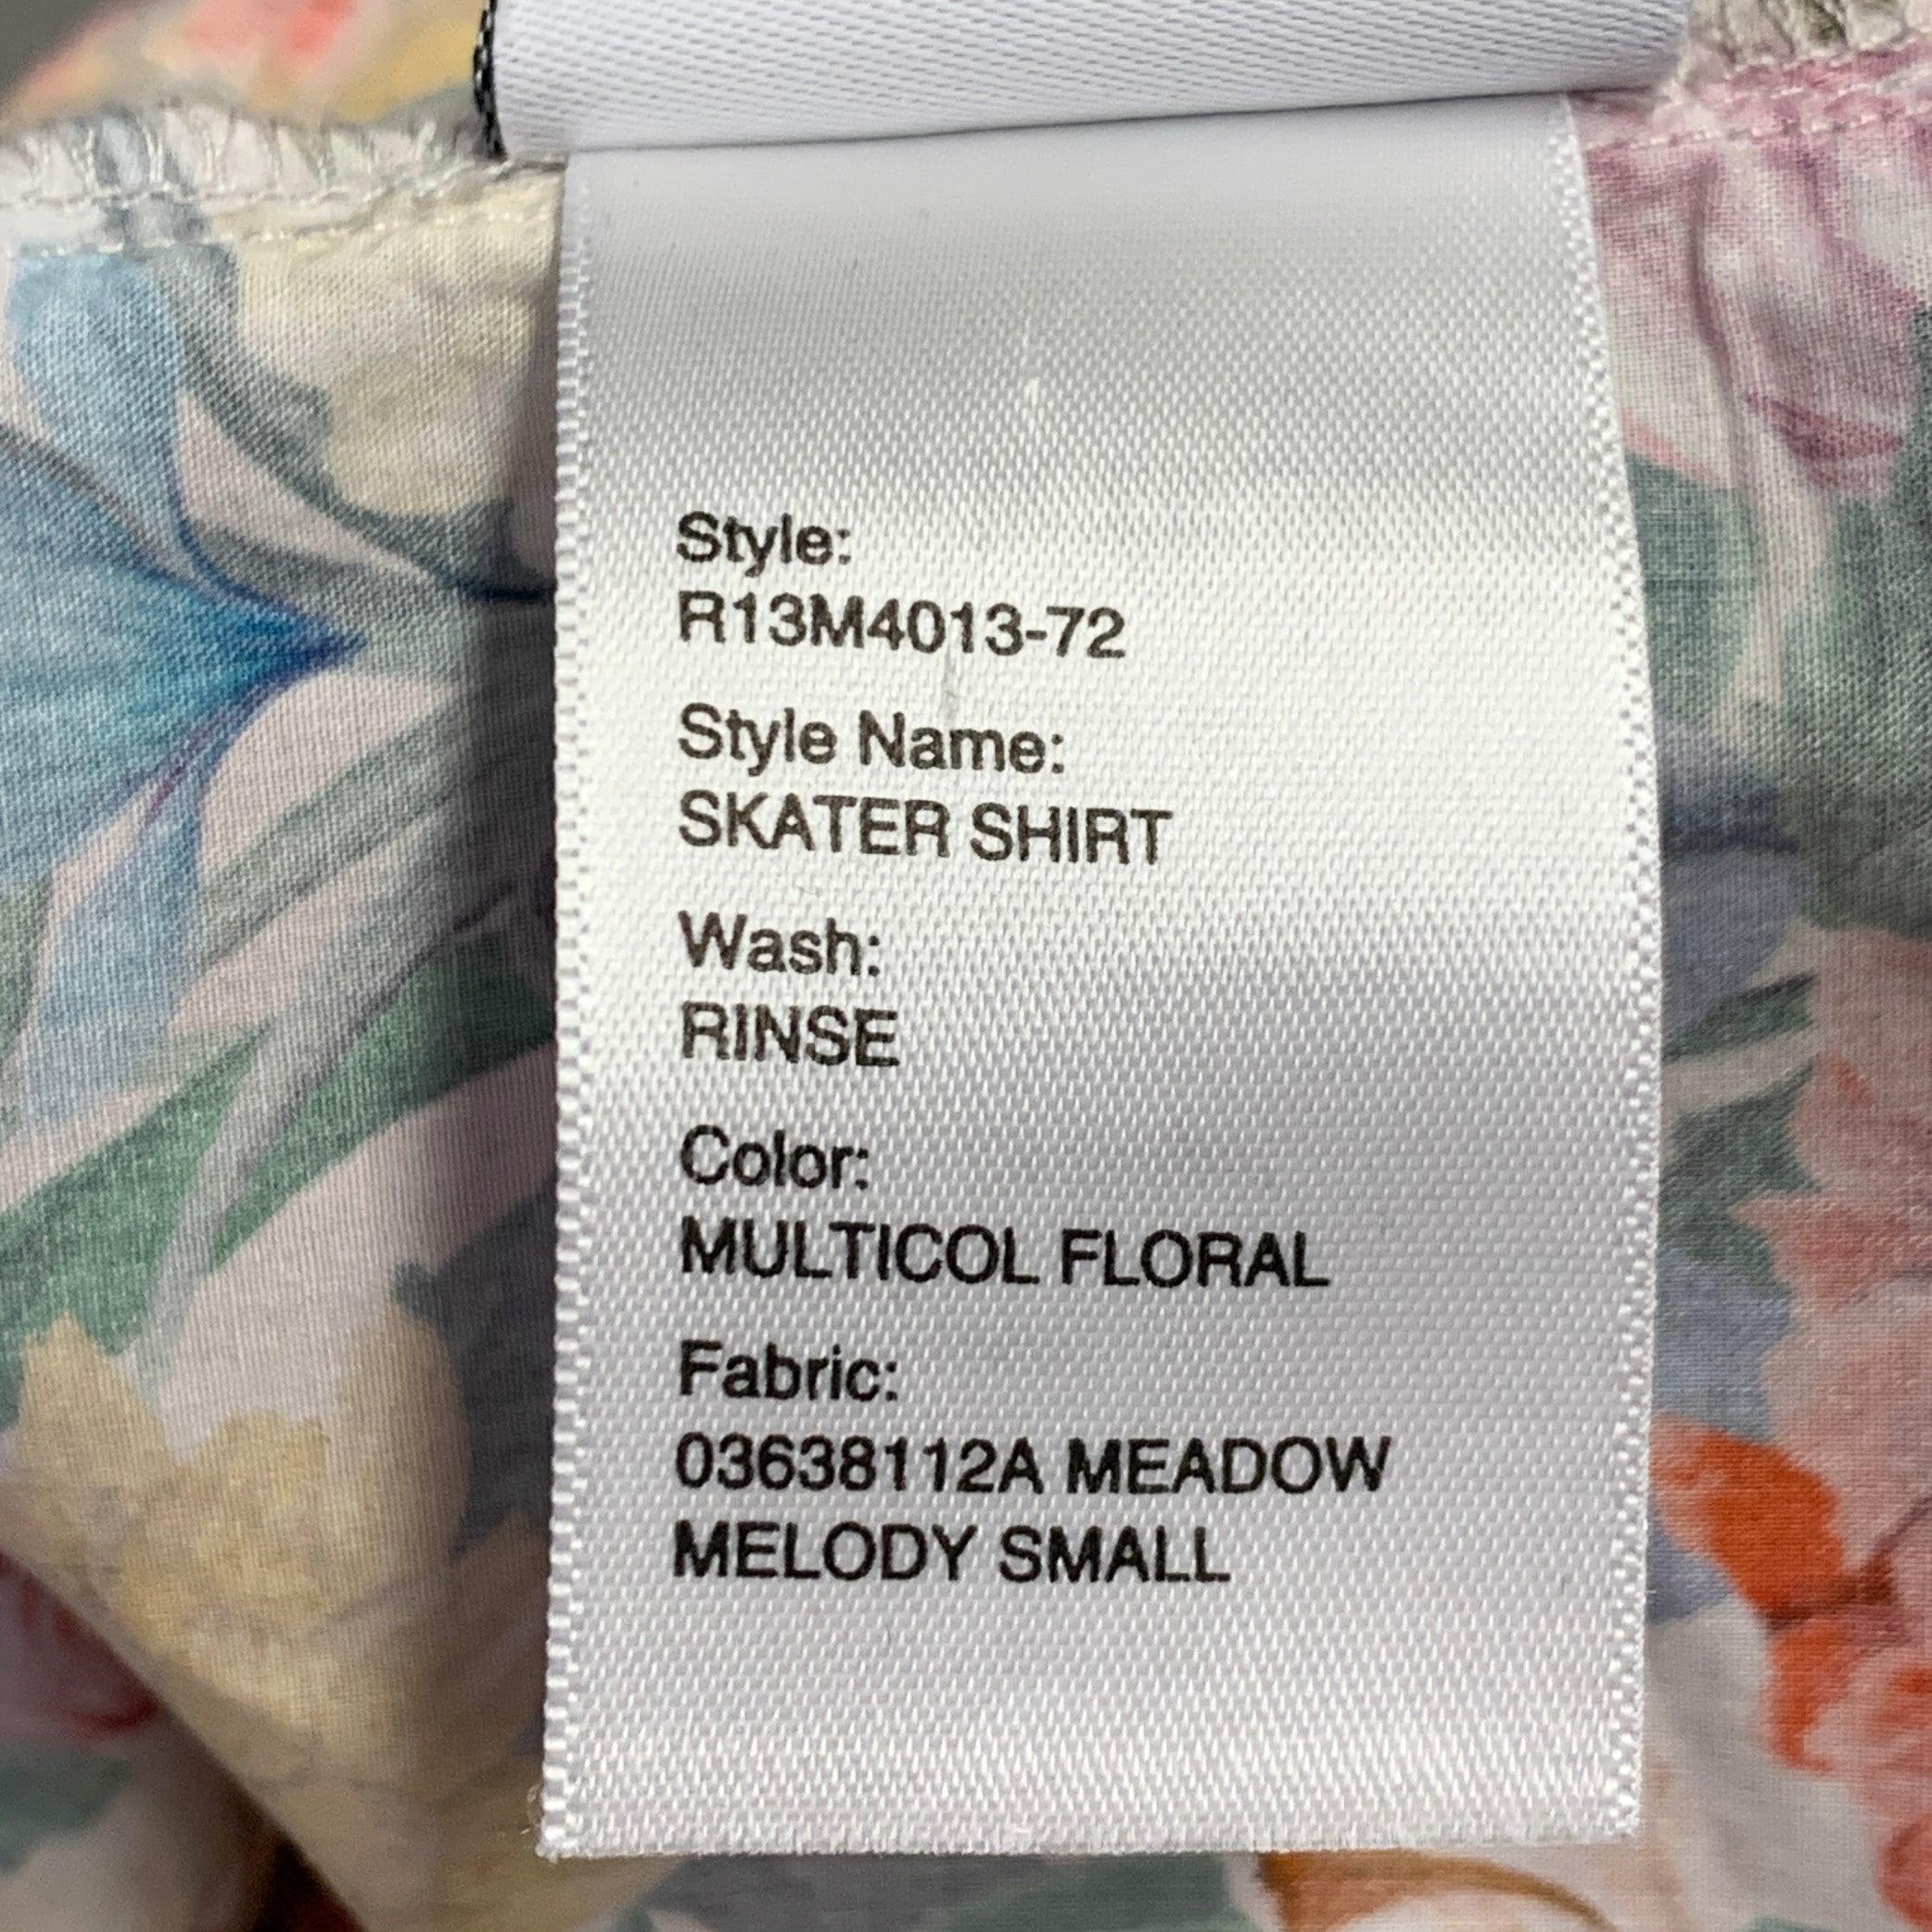 Style:
R13M4013-72
Style Name:
SKATER SHIRT
Wash:
RINSE
Color:
MULTICOL FLORAL
Fabric:
03638112A MEADOW
MELODY SMALL